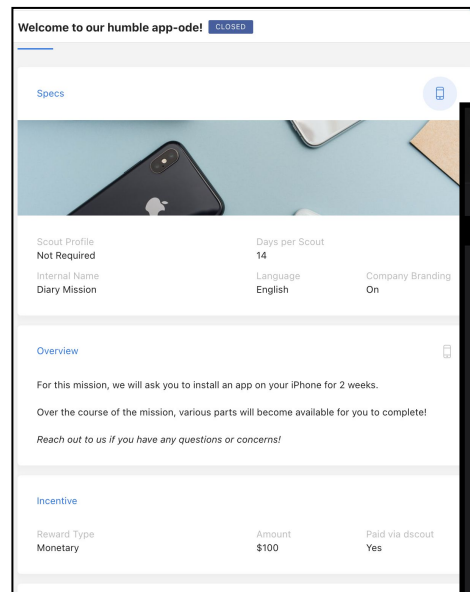 Welcome to our humble app-ode! CLOSED
Specs
Scout Profile
Not Required
Days per Scout
14
Internal Name
Diary Mission
Language
English
Company Branding
On
Overview
For this mission, we will ask you to install an app on your iPhone for 2 weeks.
Over the course of the mission, various parts will become available for you to complete!
Reach out to us if you have any questions or concerns!
Incentive
Reward Type
Monetary
Amount
$100
Paid via dscout
Yes